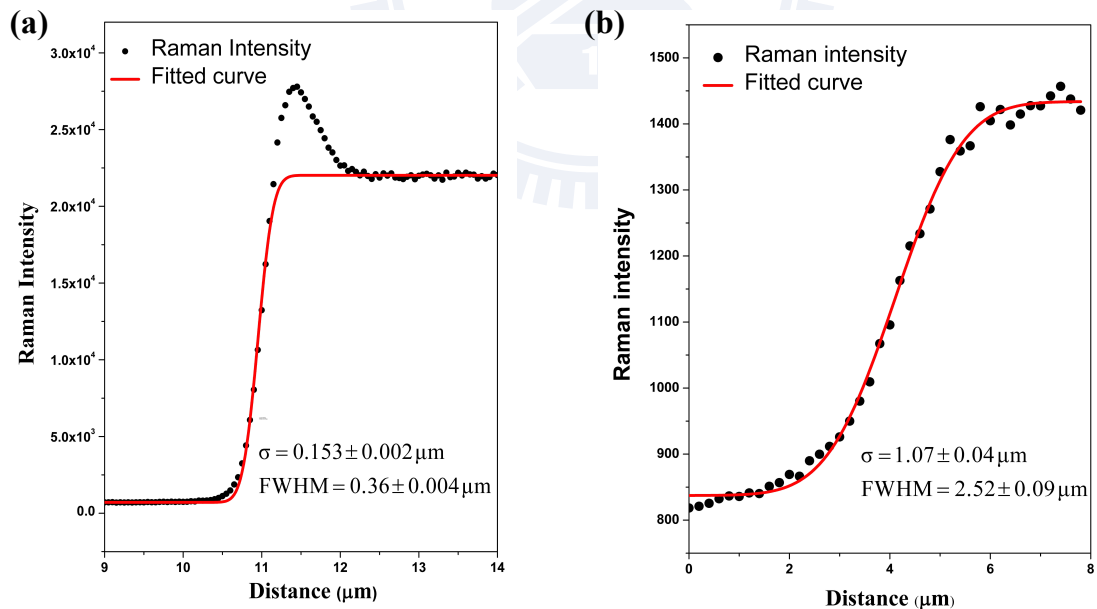 (a)
Raman Intensity
Fitted curve
3.0x10⁴
2.5x10⁴
2.0x10⁴
1.5x10⁴
1.0x10⁴
5.0x10³
0.0
Raman Intensity
σ = 0.153 ± 0.002 μm
FWHM = 0.36 ± 0.004 μm
9 10 11 12 13 14
Distance (μm)
(b)
Raman intensity
Fitted curve
1500
1400
1300
1200
1100
1000
900
800
Raman intensity
σ = 1.07 ± 0.04 μm
FWHM = 2.52 ± 0.09 μm
0 2 4 6 8
Distance (μm)